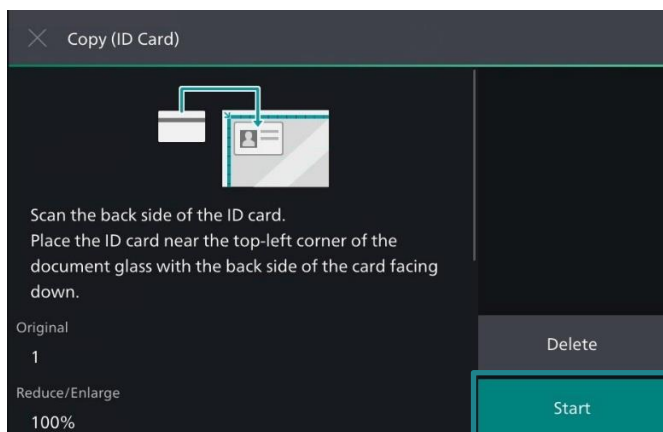 Copy (ID Card)
Scan the back side of the ID card.
Place the ID card near the top-left corner of the
document glass with the back side of the card facing
down.
Original
1
Delete
Reduce/Enlarge
100%
Start